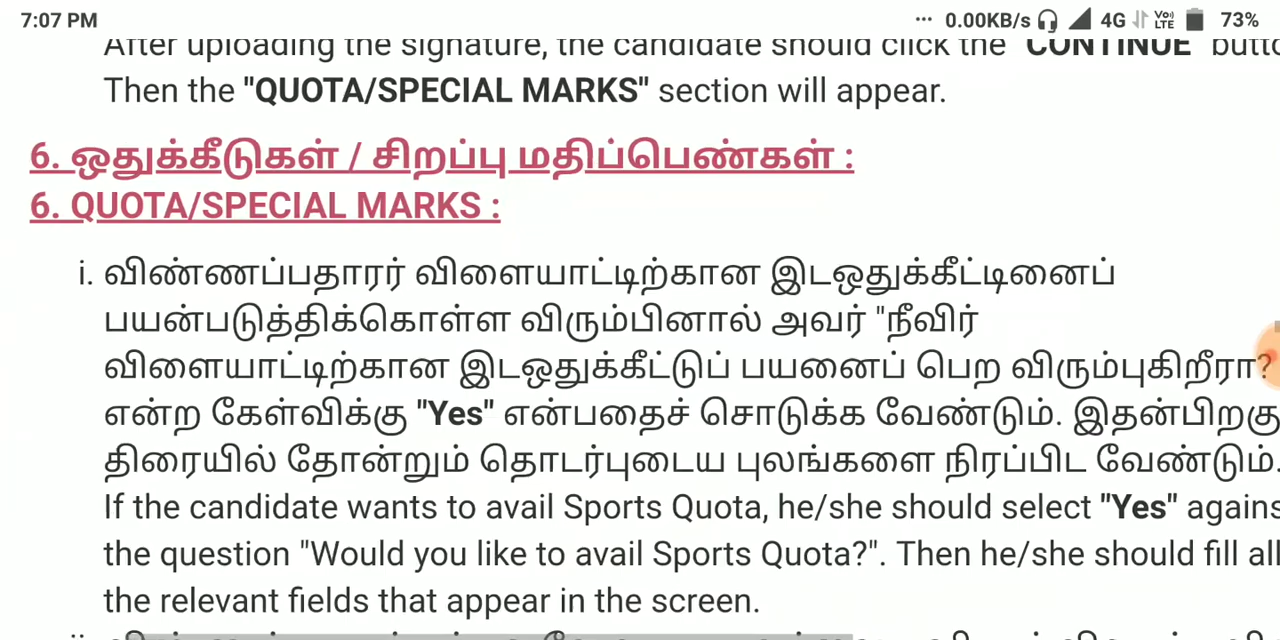 7:07 PM ... 0.00KB/s 4G Vo) LTE 73%
After uploading the signature, the candidate should click the "CONTINUE"
Then the "QUOTA/SPECIAL MARKS" section will appear.
6. ஒதுக்கீடுகள் / சிறப்பு மதிப்பெண்கள் :
6. QUOTA/SPECIAL MARKS :
i. விண்ணப்பதாரர் விளையாட்டிற்கான இடஒதுக்கீட்டினைப்
பயன்படுத்திக்கொள்ள விரும்பினால் அவர் "நீவிர்
விளையாட்டிற்கான இடஒதுக்கீட்டுப் பயனைப் பெற விரும்புகிறீரா?
என்ற கேள்விக்கு "Yes" என்பதைச் சொடுக்க வேண்டும். இதன்பிறகு
திரையில் தோன்றும் தொடர்புடைய புலங்களை நிரப்பிட வேண்டும்.
If the candidate wants to avail Sports Quota, he/she should select "Yes" agains
the question "Would you like to avail Sports Quota?". Then he/she should fill all
the relevant fields that appear in the screen.